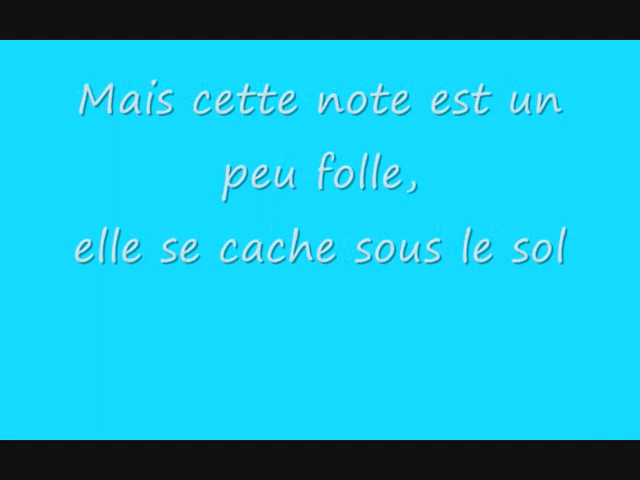 Mais cette note est un
peu folle,
elle se cache sous le sol